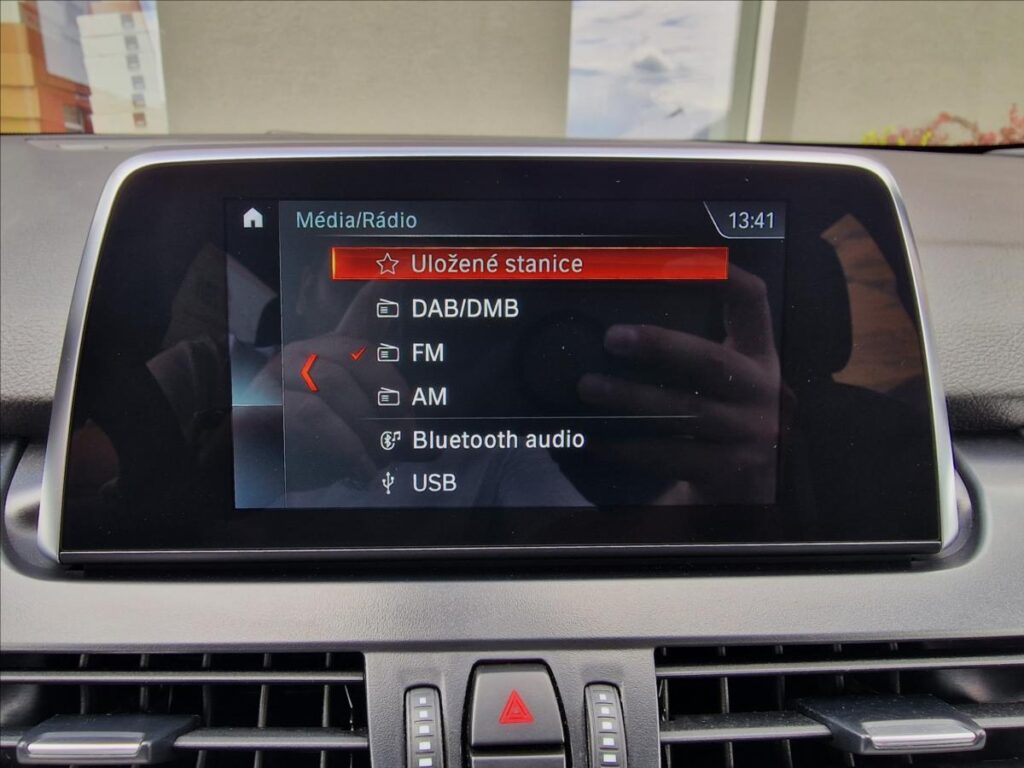 Média/Rádio
13:41
Uložené stanice
DAB/DMB
FM
AM
Bluetooth audio
USB